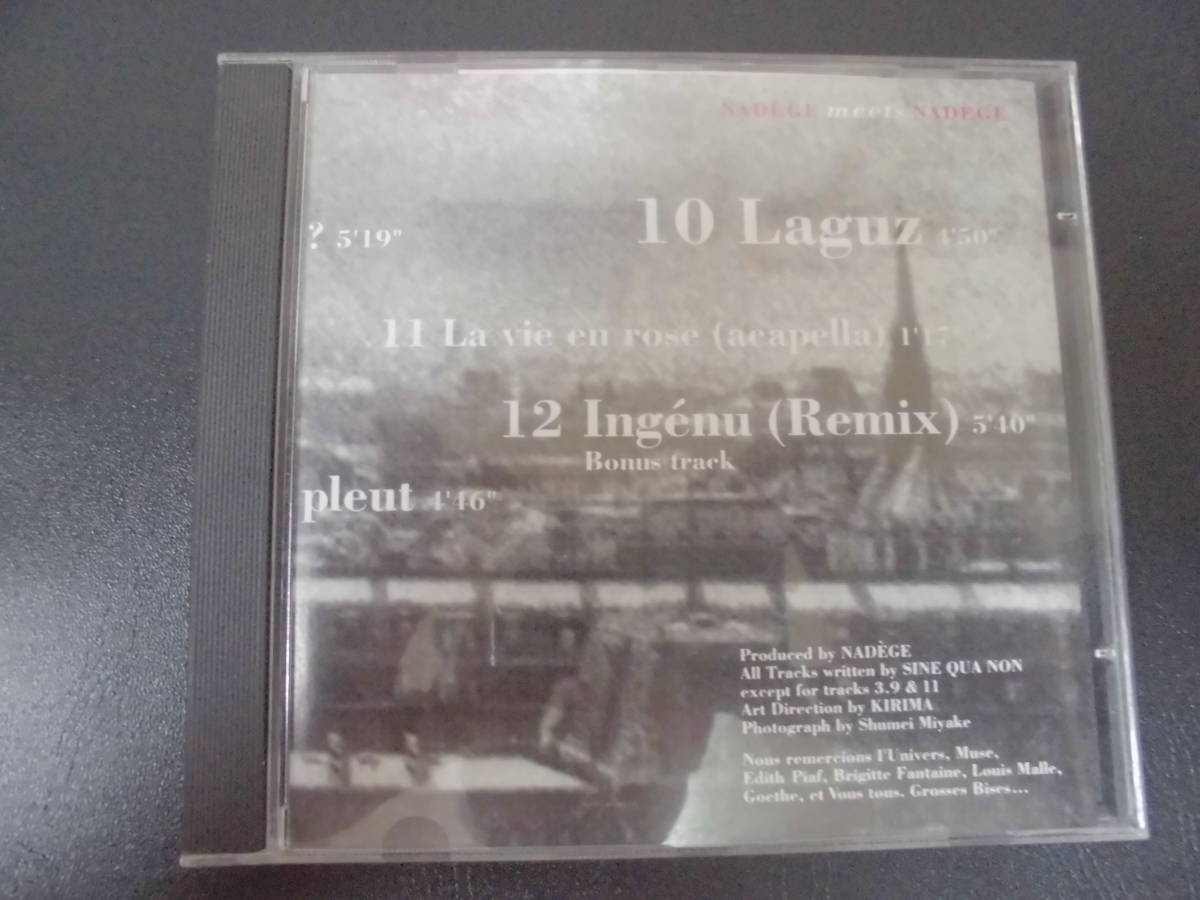 NADÈGE meets NADÈGE
? 5'19"
10 Laguz 4'50"
11 La vie en rose (acapella) 1'17
12 Ingénu (Remix) 5'40"
Bonus track
pleut 4'46"
Produced by NADÈGE
All Tracks written by SINE QUA NON
except for tracks 3.9 & 11
Art Direction by KIRIMA
Photograph by Shumei Miyake
Nous remercions l'Univers, Muse,
Edith Piaf, Brigitte Fantaine, Louis Malle,
Goethe, et Vous tous. Grosses Bises...